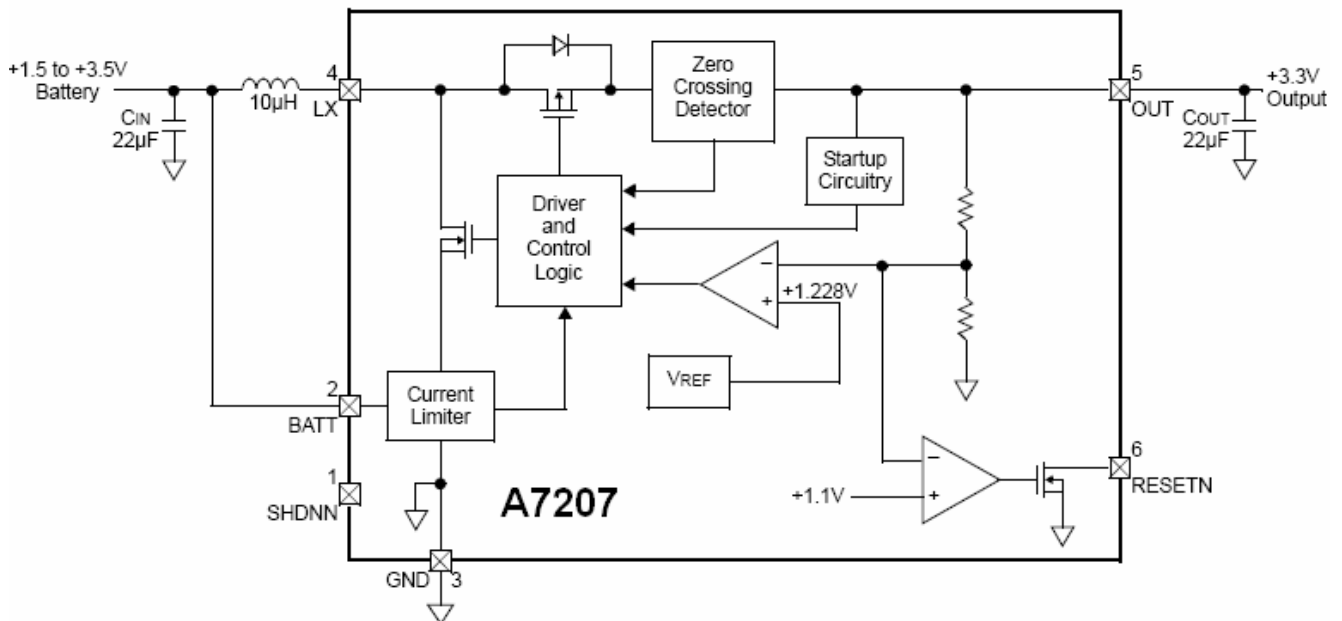 +1.5 to +3.5V
Battery
CIN
22µF
10µH
4
LX
Zero
Crossing
Detector
5
OUT
+3.3V
Output
COUT
22µF
Startup
Circuitry
Driver
and
Control
Logic
−
+
+1.228V
VREF
2
BATT
Current
Limiter
1
SHDNN
A7207
+1.1V
−
+
6
RESETN
GND
3